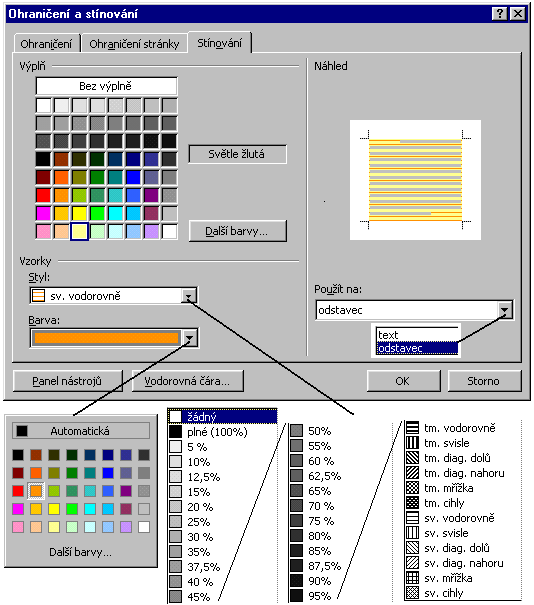 Ohraničení a stínování
Ohraničení
Ohraničení stránky
Stínování
Výplň
Bez výplně
Světle žlutá
Další barvy...
Vzorky
Styl:
sv. vodorovně
Barva:
Náhled
Použít na:
odstavec
text
odstavec
Panel nástrojů
Vodorovná čára...
OK
Storno
Automatická
Další barvy...
žádný
plné (100%)
5 %
10%
12,5%
15%
20%
25%
30 %
35%
37,5%
40 %
45%
50%
55%
60 %
62,5%
65%
70%
75 %
80%
85%
87,5%
90%
95%
tm. vodorovně
tm. svisle
tm. diag. dolů
tm. diag. nahoru
tm. mřížka
tm. cihly
sv. vodorovně
sv. svisle
sv. diag. dolů
sv. diag. nahoru
sv. mřížka
sv. cihly